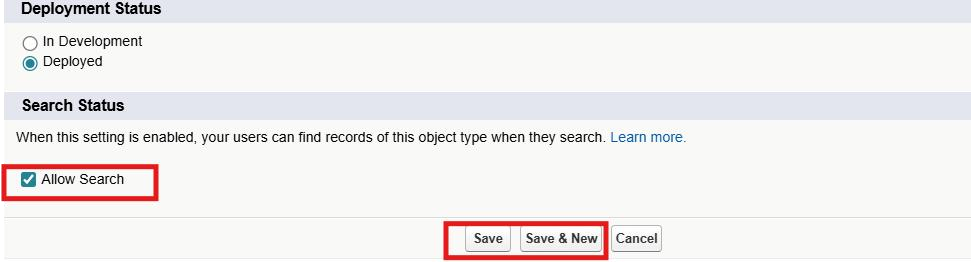 Deployment Status
In Development
Deployed
Search Status
When this setting is enabled, your users can find records of this object type when they search. Learn more.
Allow Search
Save Save & New Cancel